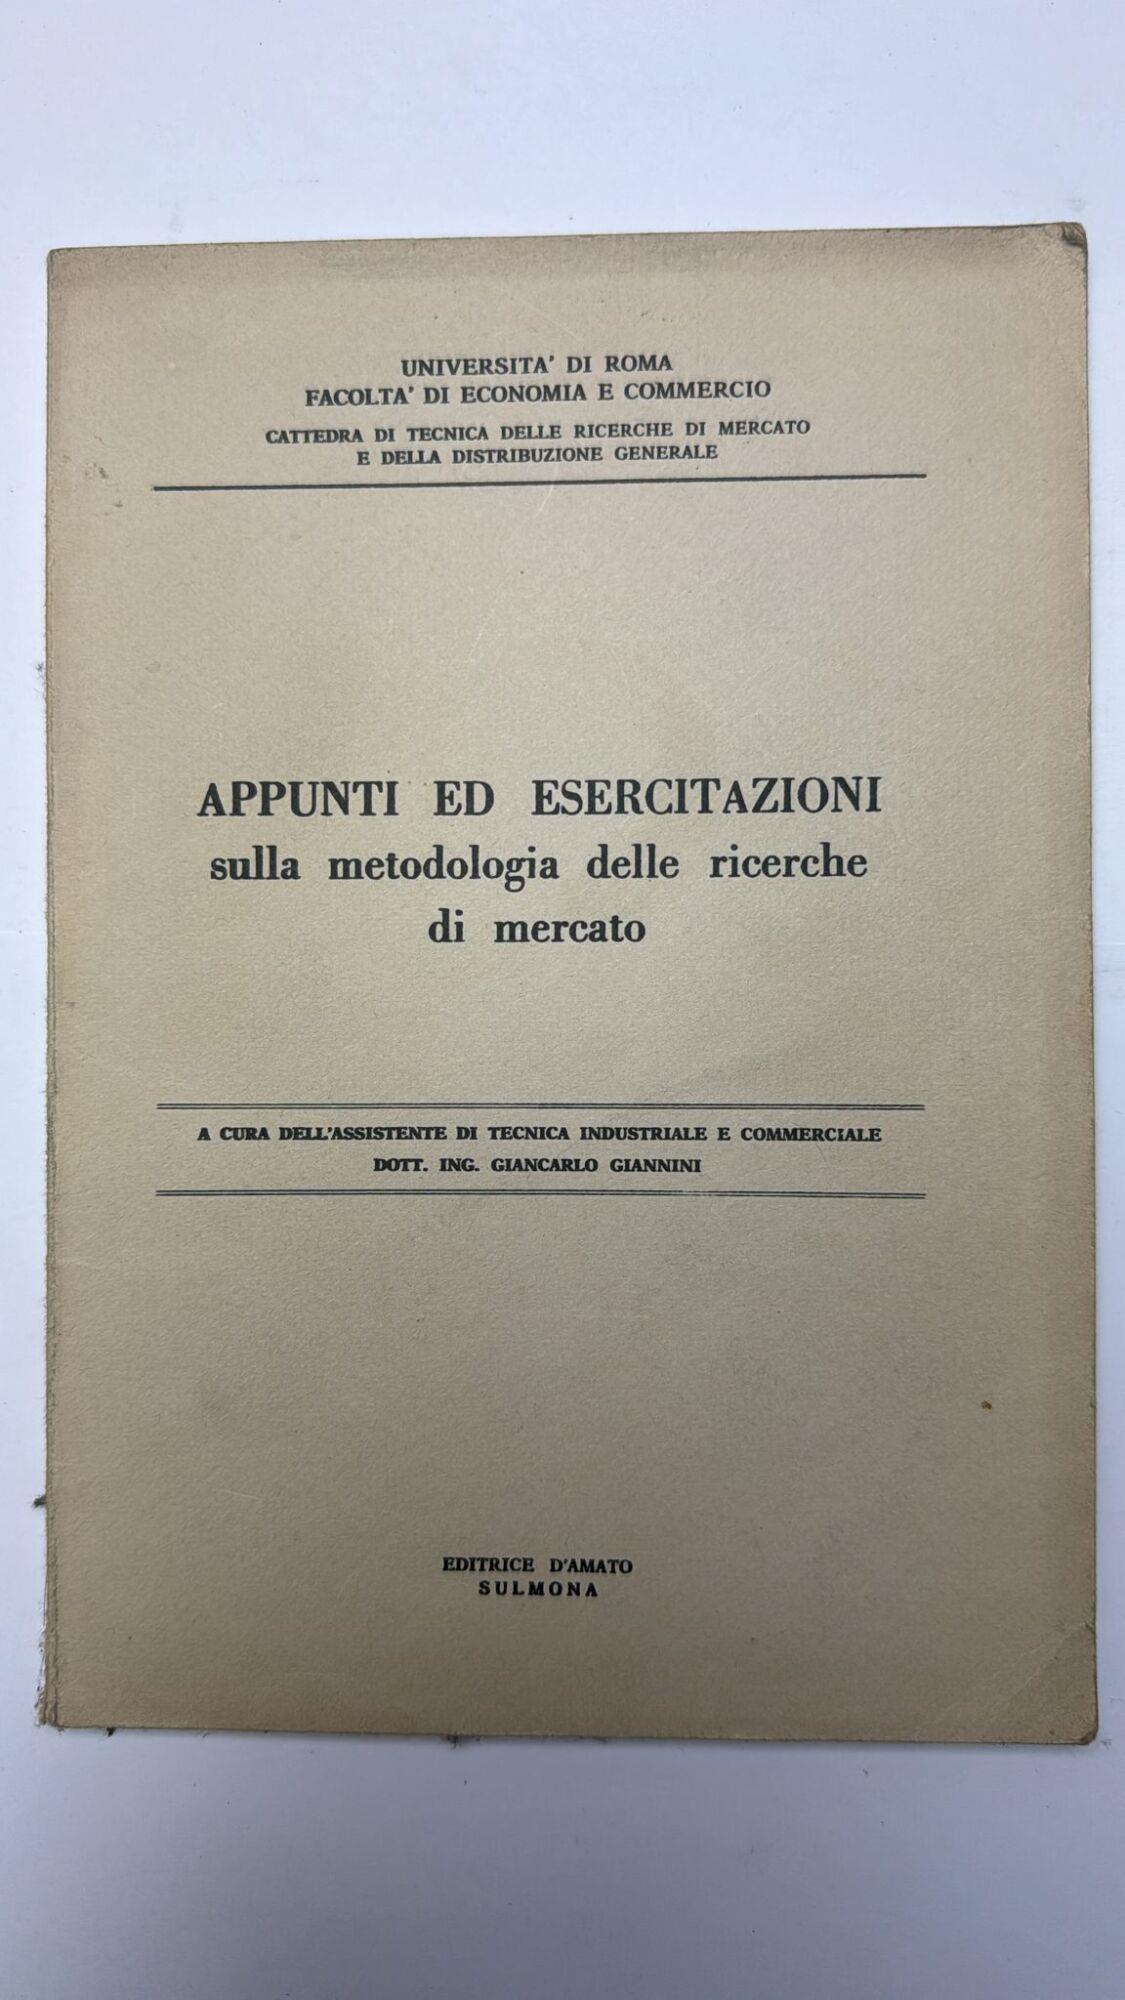 UNIVERSITA' DI ROMA
FACOLTA' DI ECONOMIA E COMMERCIO
CATTEDRA DI TECNICA DELLE RICERCHE DI MERCATO
E DELLA DISTRIBUZIONE GENERALE
APPUNTI ED ESERCITAZIONI
sulla metodologia delle ricerche
di mercato
A CURA DELL'ASSISTENTE DI TECNICA INDUSTRIALE E COMMERCIALE
DOTT. ING. GIANCARLO GIANNINI
EDITRICE D'AMATO
SULMONA